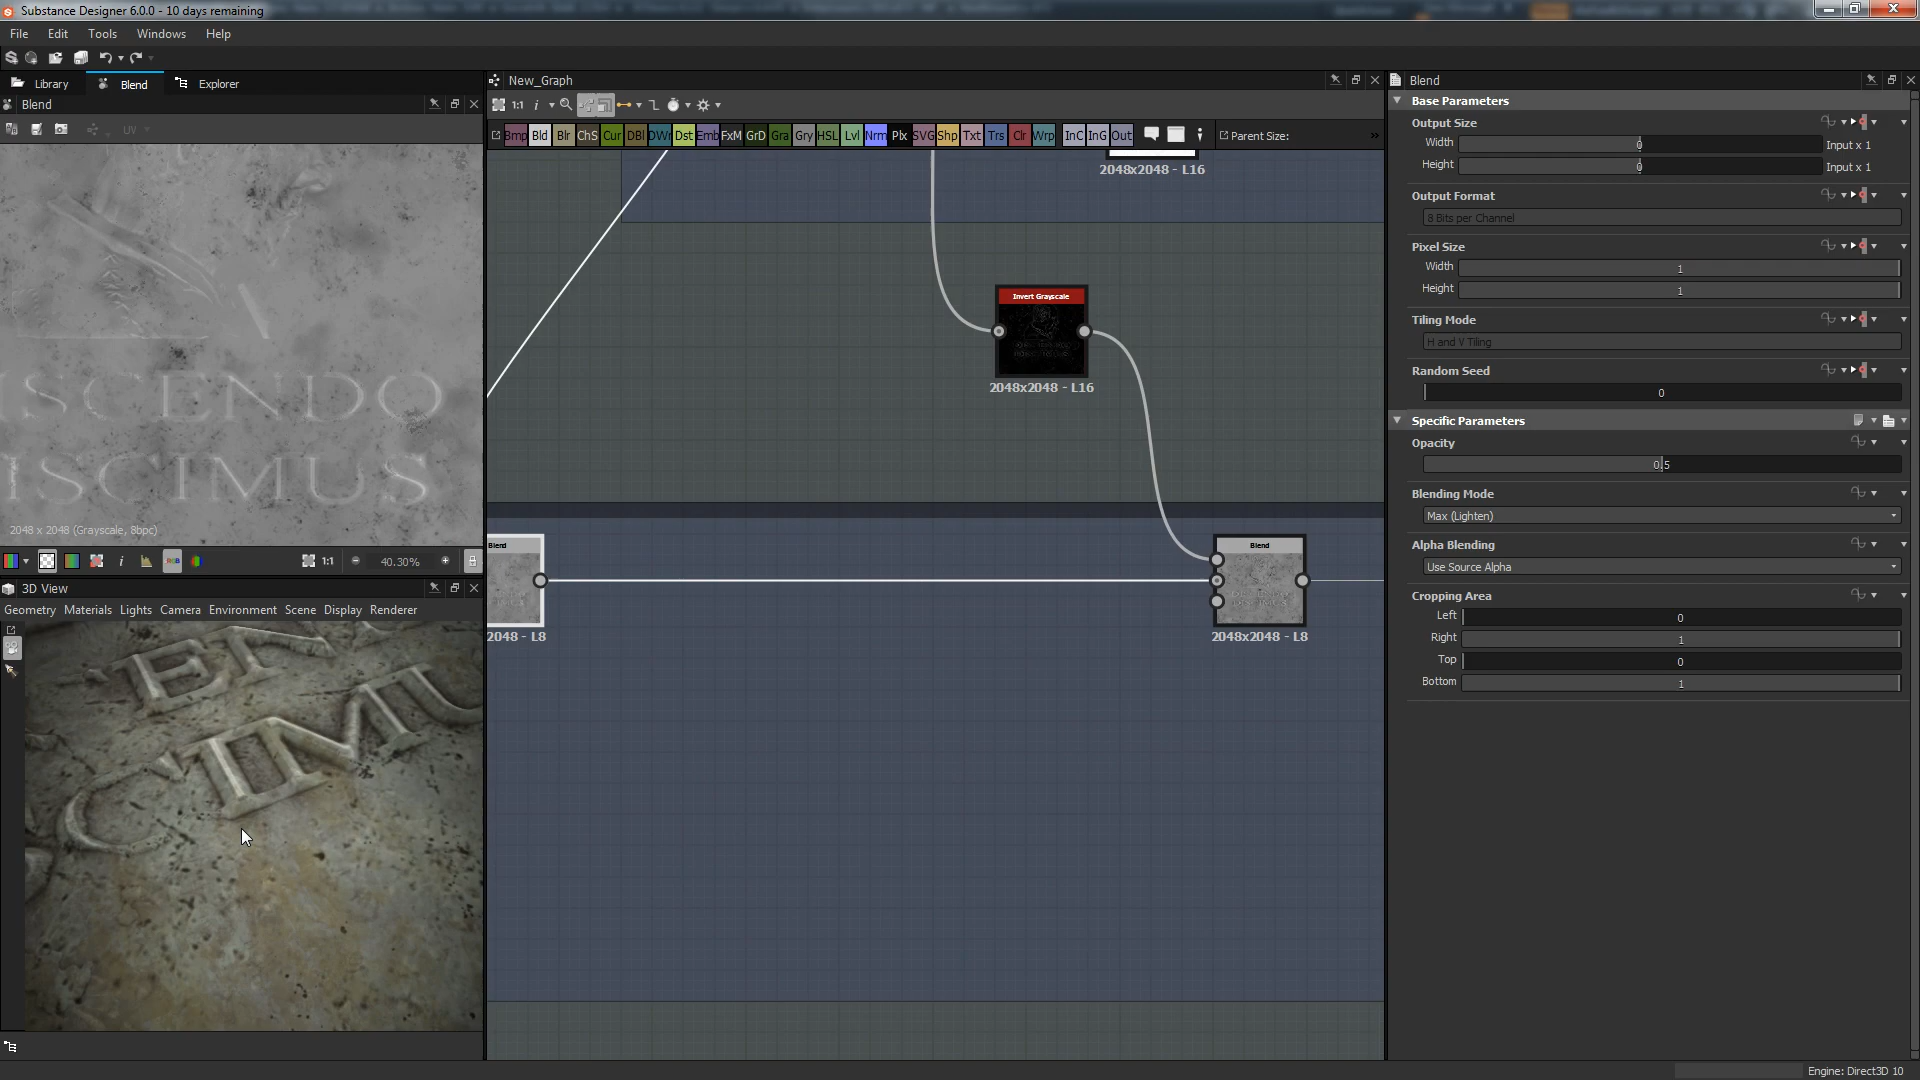 Substance Designer 6.0.0 - 10 days remaining
File Edit Tools Windows Help
Library Blend Explorer
Blend
UV
ISCENDO
ISCIMUS
2048 x 2048 (Grayscale, 8bpc)
RGB i 1:1 40.30%
3D View
Geometry Materials Lights Camera Environment Scene Display Renderer
New_Graph
1:1 i
Bmp Bld Blr ChS Cur DBl DWr Dst Emb FxM GrD Gra Gry HSL Lvl Nrm Plx SVG Shp Txt Trs Clr Wrp InC InG Out Parent Size: »
2048x2048 - L16
Invert Grayscale
2048x2048 - L16
Blend
2048 - L8
Blend
2048x2048 - L8
Blend
Base Parameters
Output Size
Width 0 Input x 1
Height 0 Input x 1
Output Format
8 Bits per Channel
Pixel Size
Width 1
Height 1
Tiling Mode
H and V Tiling
Random Seed
0
Specific Parameters
Opacity
0.5
Blending Mode
Max (Lighten)
Alpha Blending
Use Source Alpha
Cropping Area
Left 0
Right 1
Top 0
Bottom 1
Engine: Direct3D 10